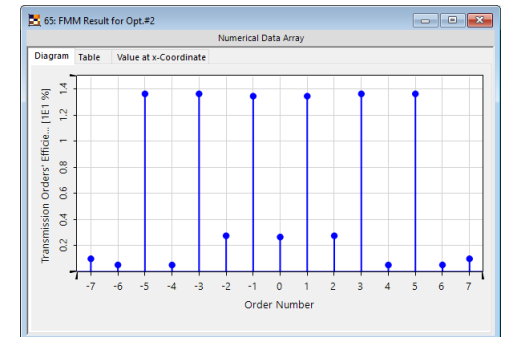 65: FMM Result for Opt.#2
Numerical Data Array
Diagram Table Value at x-Coordinate
Transmission Orders' Efficie... [1E1 %]
1.4
1.2
1
0.8
0.6
0.4
0.2
-7 -6 -5 -4 -3 -2 -1 0 1 2 3 4 5 6 7
Order Number